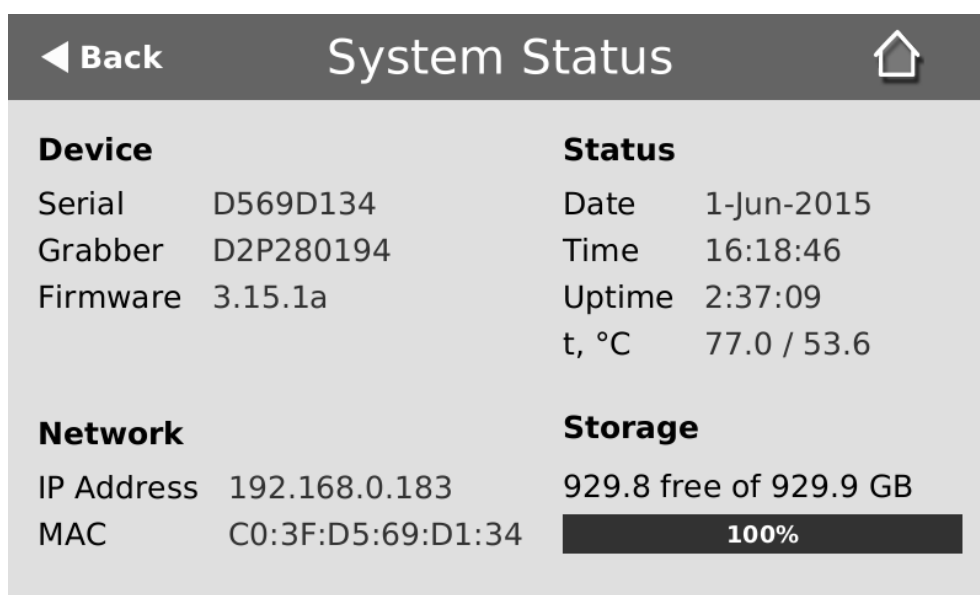 Back
System Status
Device
Serial D569D134
Grabber D2P280194
Firmware 3.15.1a
Status
Date 1-Jun-2015
Time 16:18:46
Uptime 2:37:09
t, °C 77.0 / 53.6
Network
IP Address 192.168.0.183
MAC C0:3F:D5:69:D1:34
Storage
929.8 free of 929.9 GB
100%